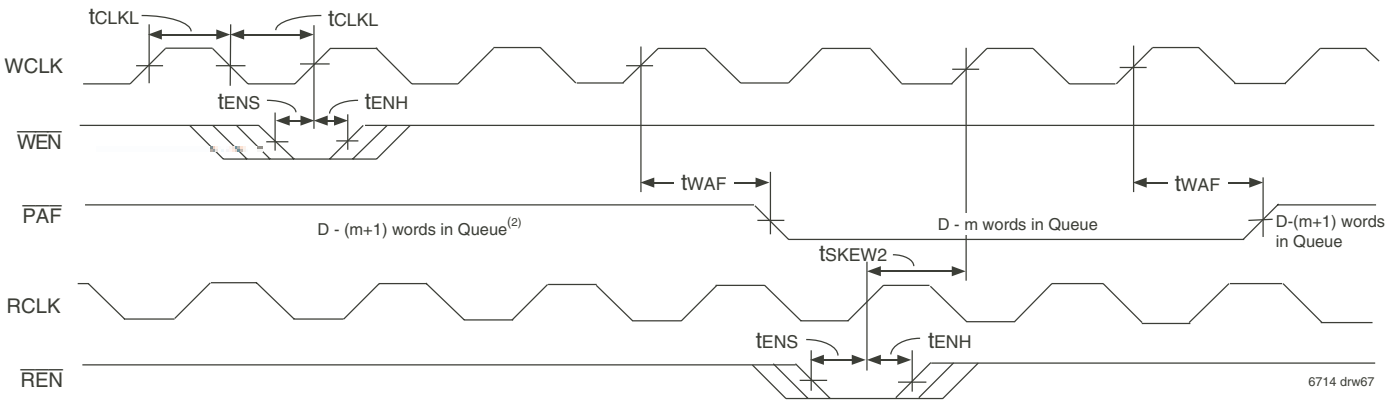 tCLKL tCLKL
WCLK
tENS tENH
WEN
tWAF tWAF
PAF
D - (m+1) words in Queue(2)
D - m words in Queue
D-(m+1) words
in Queue
tSKEW2
RCLK
tENS tENH
REN
6714 drw67